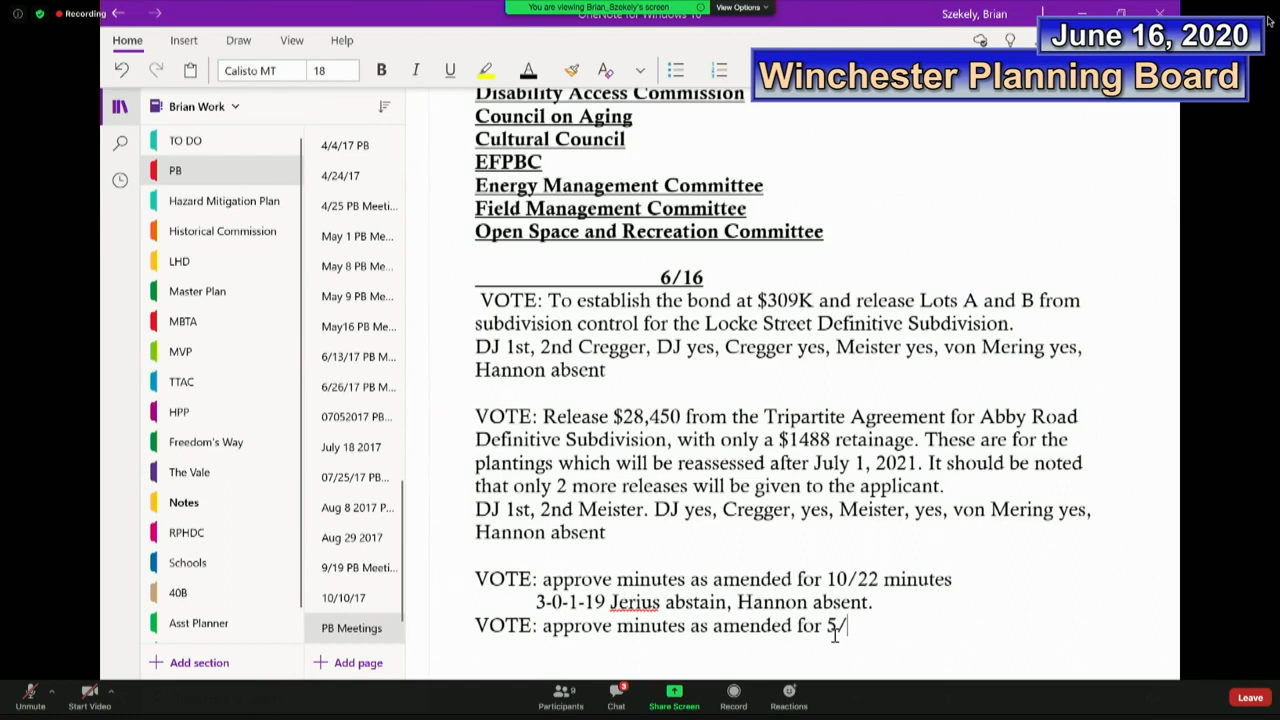 Recording
You are viewing Brian_Szekely's screen
View Options
Szekely, Brian
June 16, 2020
Winchester Planning Board
Home
Insert
Draw
View
Help
Calisto MT
18
B
I
U
A
Brian Work
TO DO
PB
Hazard Mitigation Plan
Historical Commission
LHD
Master Plan
MBTA
MVP
TTAC
HPP
Freedom's Way
The Vale
Notes
RPHDC
Schools
40B
Asst Planner
Add section
4/4/17 PB
4/24/17
4/25 PB Meeti...
May 1 PB Me...
May 8 PB Me...
May 9 PB Me...
May16 PB Me...
6/13/17 PB M...
6/26/17 PB M...
07052017 PB...
July 18 2017
07/25/17 PB...
Aug 8 2017 P...
Aug 29 2017
9/19 PB Meeti...
10/10/17
PB Meetings
Add page
Disability Access Commission
Council on Aging
Cultural Council
EFPBC
Energy Management Committee
Field Management Committee
Open Space and Recreation Committee
6/16
VOTE: To establish the bond at $309K and release Lots A and B from
subdivision control for the Locke Street Definitive Subdivision.
DJ 1st, 2nd Cregger, DJ yes, Cregger yes, Meister yes, von Mering yes,
Hannon absent
VOTE: Release $28,450 from the Tripartite Agreement for Abby Road
Definitive Subdivision, with only a $1488 retainage. These are for the
plantings which will be reassessed after July 1, 2021. It should be noted
that only 2 more releases will be given to the applicant.
DJ 1st, 2nd Meister. DJ yes, Cregger, yes, Meister, yes, von Mering yes,
Hannon absent
VOTE: approve minutes as amended for 10/22 minutes
3-0-1-19 Jerius abstain, Hannon absent.
VOTE: approve minutes as amended for 5/
Unmute
Start Video
Participants
9
Chat
3
Share Screen
Record
Reactions
Leave